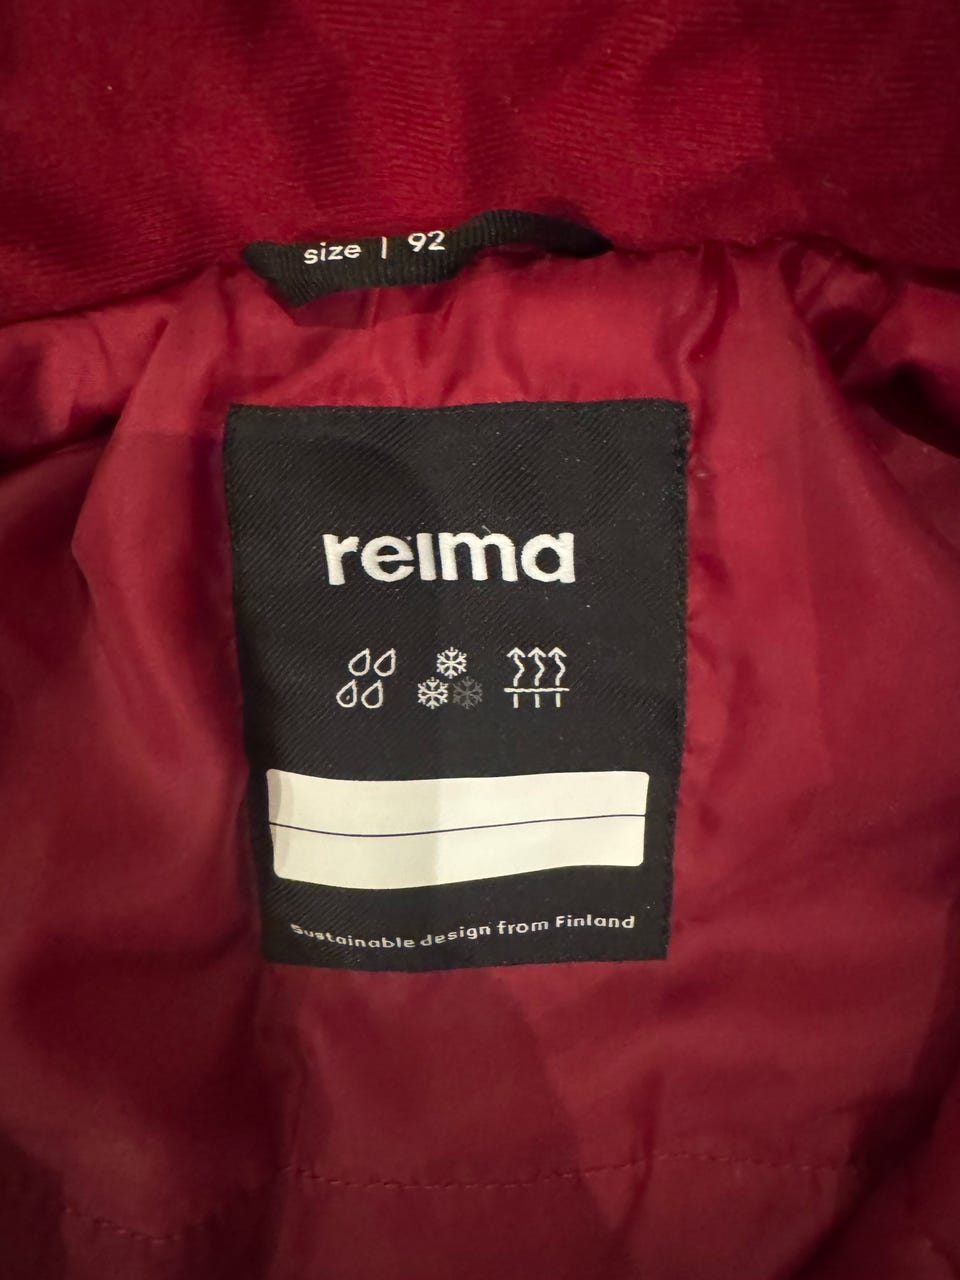 size | 92
reima
Sustainable design from Finland